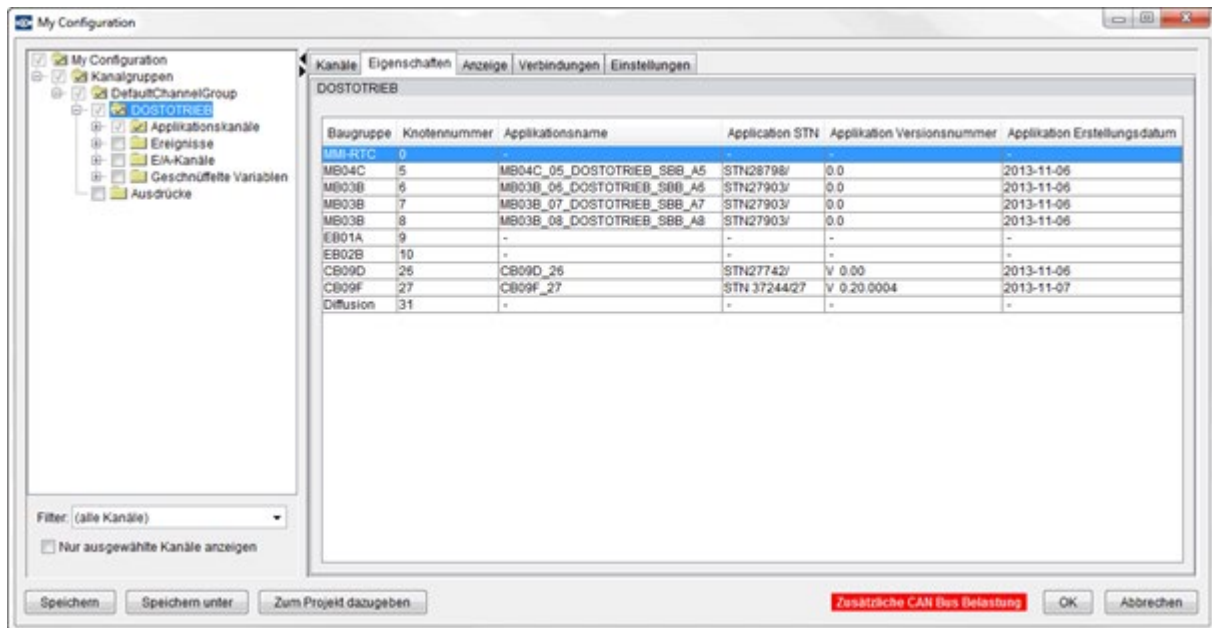 My Configuration
My Configuration
Kanalgruppen
DefaultChannelGroup
DOSTOTRIEB
Applikationskanäle
Ereignisse
E/A-Kanäle
Geschnüffelte Variablen
Ausdrücke
Filter: (alle Kanäle)
Nur ausgewählte Kanäle anzeigen
Kanäle Eigenschaften Anzeige Verbindungen Einstellungen
DOSTOTRIEB
Baugruppe Knotennummer Applikationsname Application STN Applikation Versionsnummer Applikation Erstellungsdatum
MMI-RTC 0 - - - -
MB04C 5 MB04C_05_DOSTOTRIEB_SBB_A5 STN28798/ 0.0 2013-11-06
MB03B 6 MB03B_06_DOSTOTRIEB_SBB_A6 STN27903/ 0.0 2013-11-06
MB03B 7 MB03B_07_DOSTOTRIEB_SBB_A7 STN27903/ 0.0 2013-11-06
MB03B 8 MB03B_08_DOSTOTRIEB_SBB_A8 STN27903/ 0.0 2013-11-06
EB01A 9 - - - -
EB02B 10 - - - -
CB09D 26 CB09D_26 STN27742/ V 0.00 2013-11-06
CB09F 27 CB09F_27 STN 37244/27 V 0.20.0004 2013-11-07
Diffusion 31 - - - -
Speichern Speichern unter Zum Projekt dazugeben Zusätzliche CAN Bus Belastung OK Abbrechen